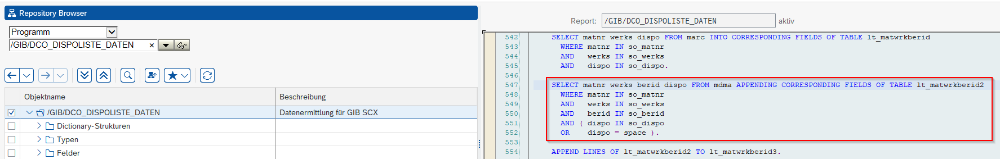 Repository Browser
Programm
/GIB/DCO_DISPOLISTE_DATEN
Objektname Beschreibung
/GIB/DCO_DISPOLISTE_DATEN Datenermittlung für GIB SCX
Dictionary-Strukturen
Typen
Felder
Report: /GIB/DCO_DISPOLISTE_DATEN aktiv
542 SELECT matnr werks dispo FROM marc INTO CORRESPONDING FIELDS OF TABLE lt_matwrkberid
543 WHERE matnr IN so_matnr
544 AND werks IN so_werks
545 AND dispo IN so_dispo.
546
547 SELECT matnr werks berid dispo FROM mdma APPENDING CORRESPONDING FIELDS OF TABLE lt_matwrkberid2
548 WHERE matnr IN so_matnr
549 AND werks IN so_werks
550 AND berid IN so_berid
551 AND ( dispo IN so_dispo
552 OR dispo = space ).
553
554 APPEND LINES OF lt_matwrkberid2 TO lt_matwrkberid3.